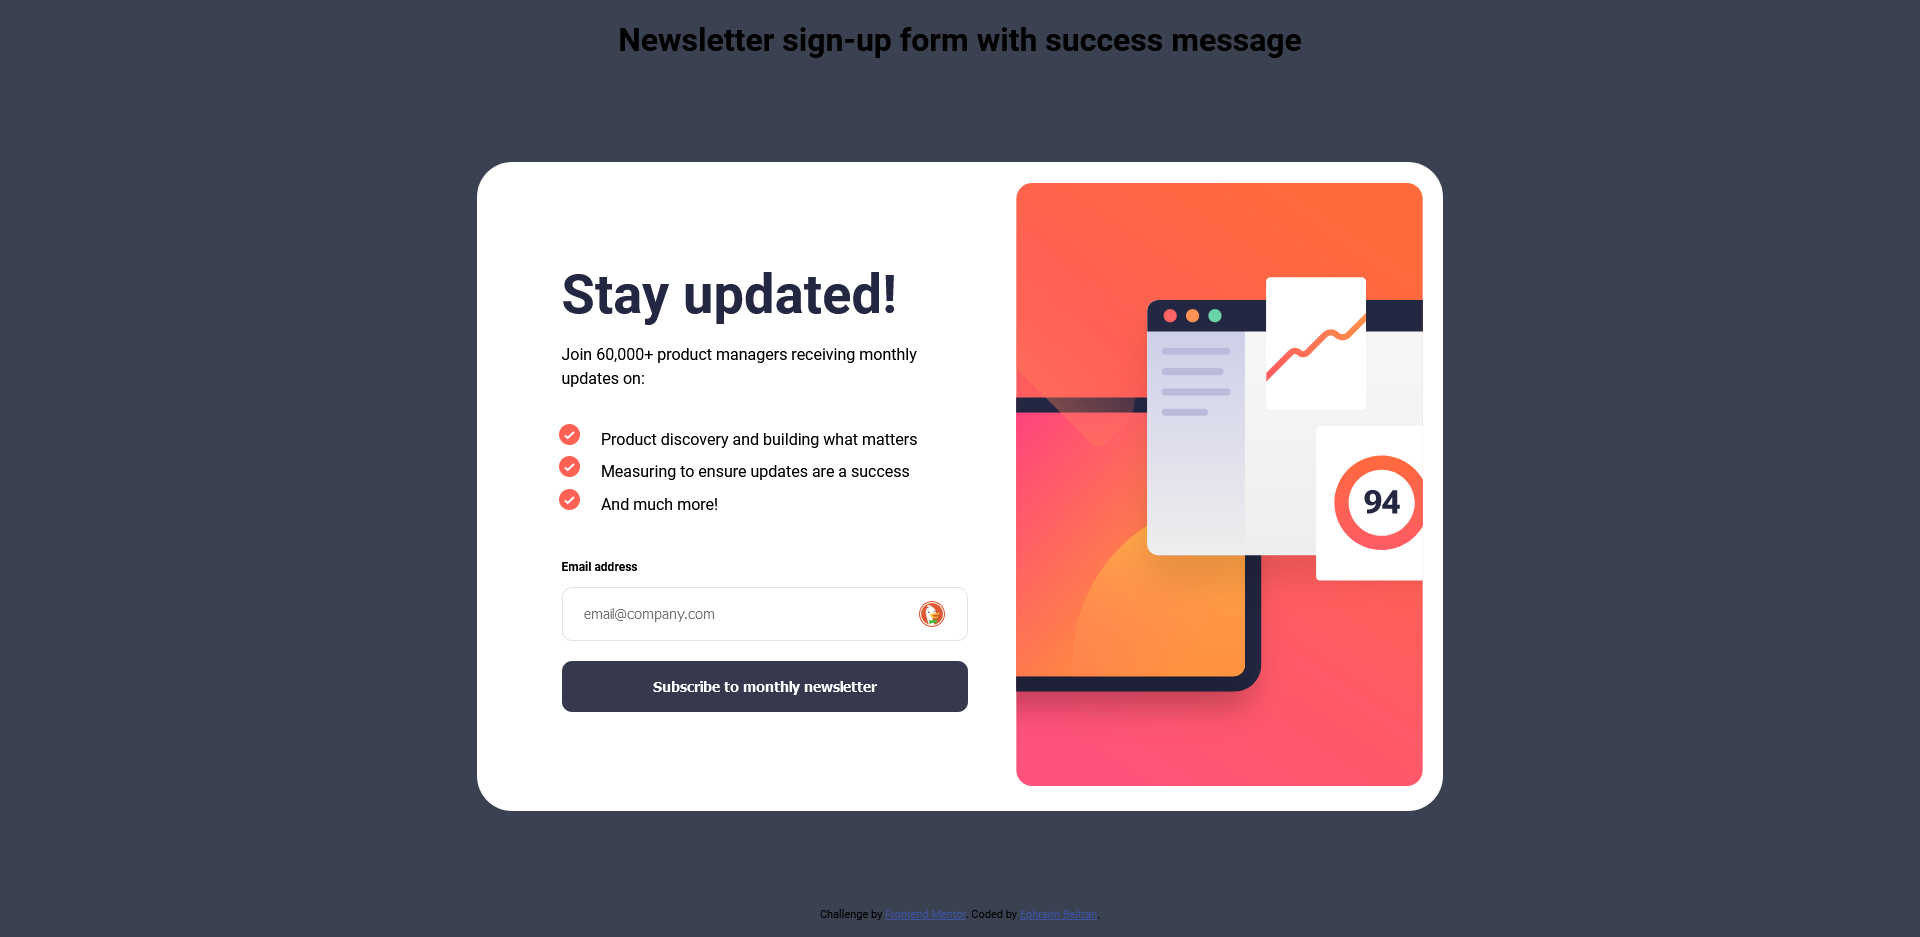 Newsletter sign-up form with success message
Stay updated!
Join 60,000+ product managers receiving monthly
updates on:
Product discovery and building what matters
Measuring to ensure updates are a success
And much more!
Email address
email@company.com
Subscribe to monthly newsletter
94
Challenge by Frontend Mentor. Coded by Ephraim Beltran.